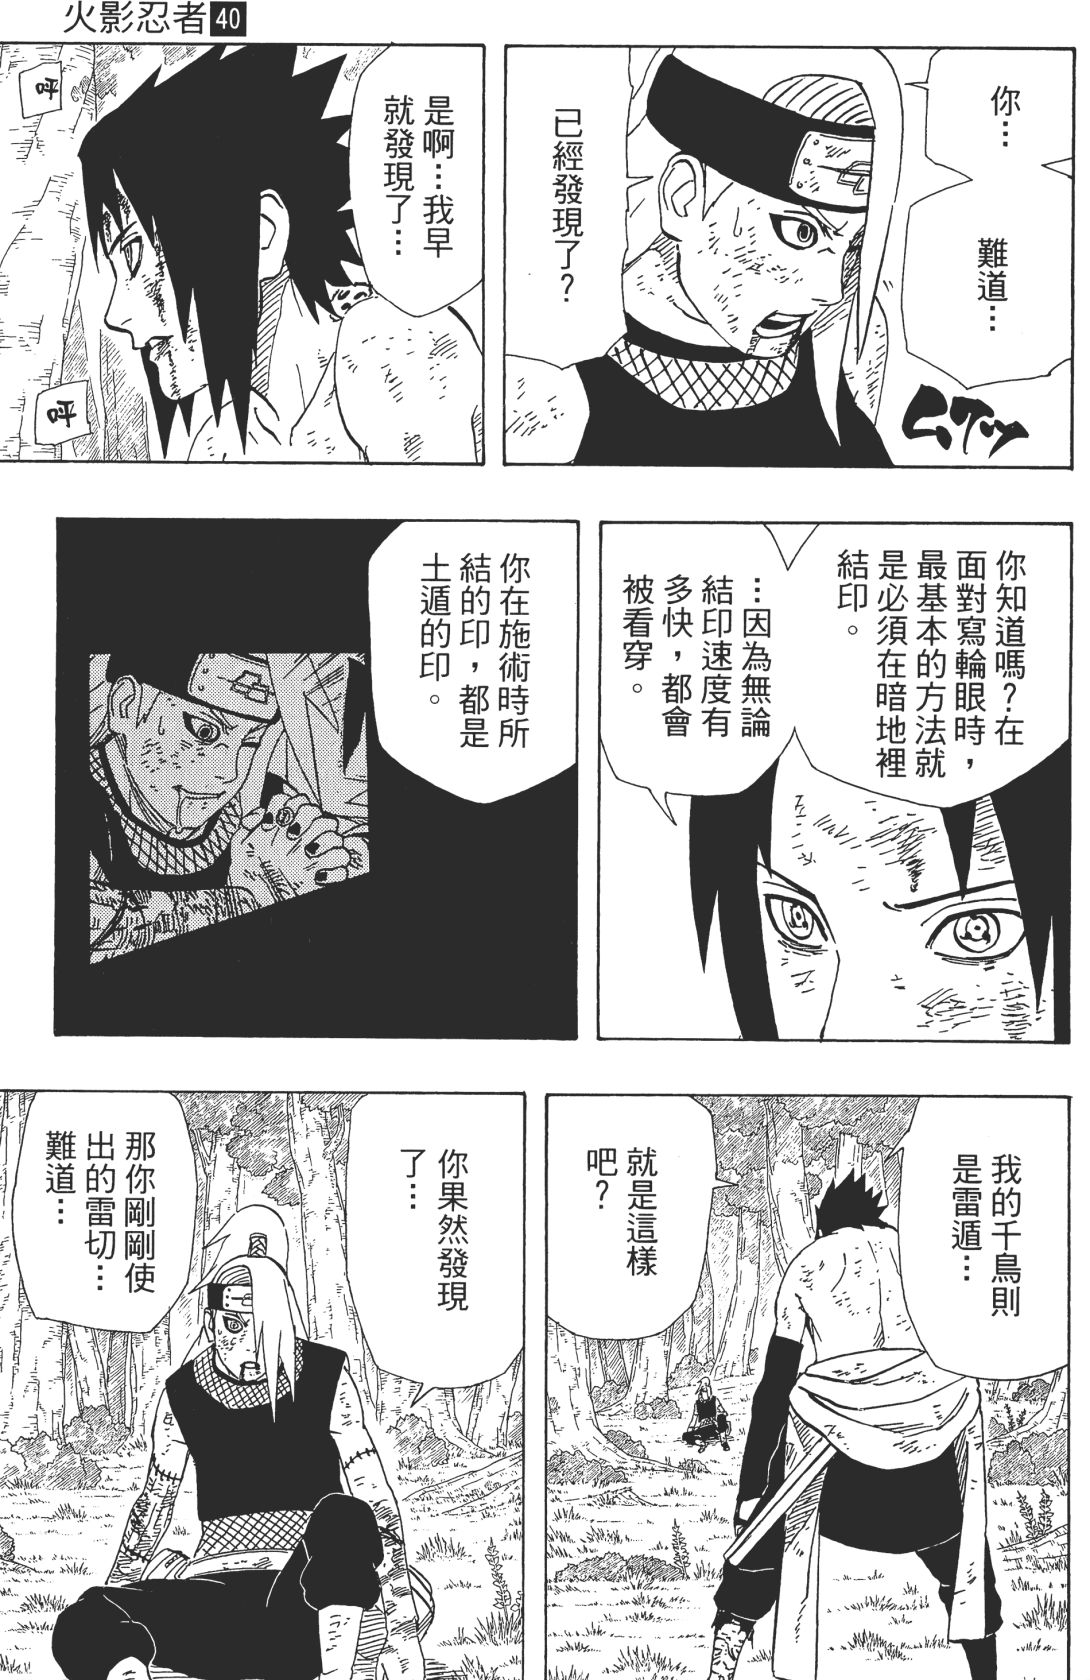 火影忍者40
你…
難道…
已經發現了？
是啊…我早
就發現了…
呼
呼
你知道嗎？在
面對寫輪眼時，
最基本的方法就
是必須在暗地裡
結印。
…因為無論
結印速度有
多快，都會
被看穿。
你在施術時所
結的印，都是
土遁的印。
我的千鳥則
是雷遁…
就是這樣
吧？
你果然發現
了…
那你剛剛使
出的雷切…
難道…